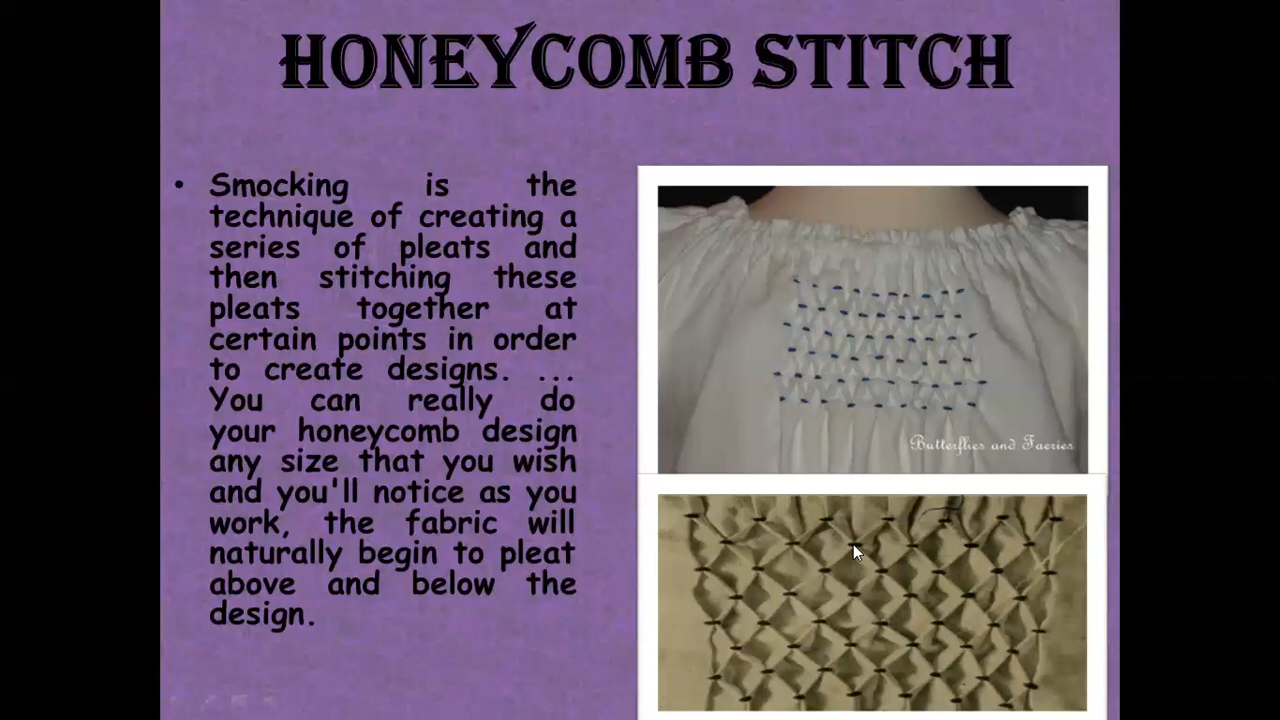 HONEYCOMB STITCH
• Smocking is the
technique of creating a
series of pleats and
then stitching these
pleats together at
certain points in order
to create designs. ...
You can really do
your honeycomb design
any size that you wish
and you'll notice as you
work, the fabric will
naturally begin to pleat
above and below the
design.
Butterflies and Faeries